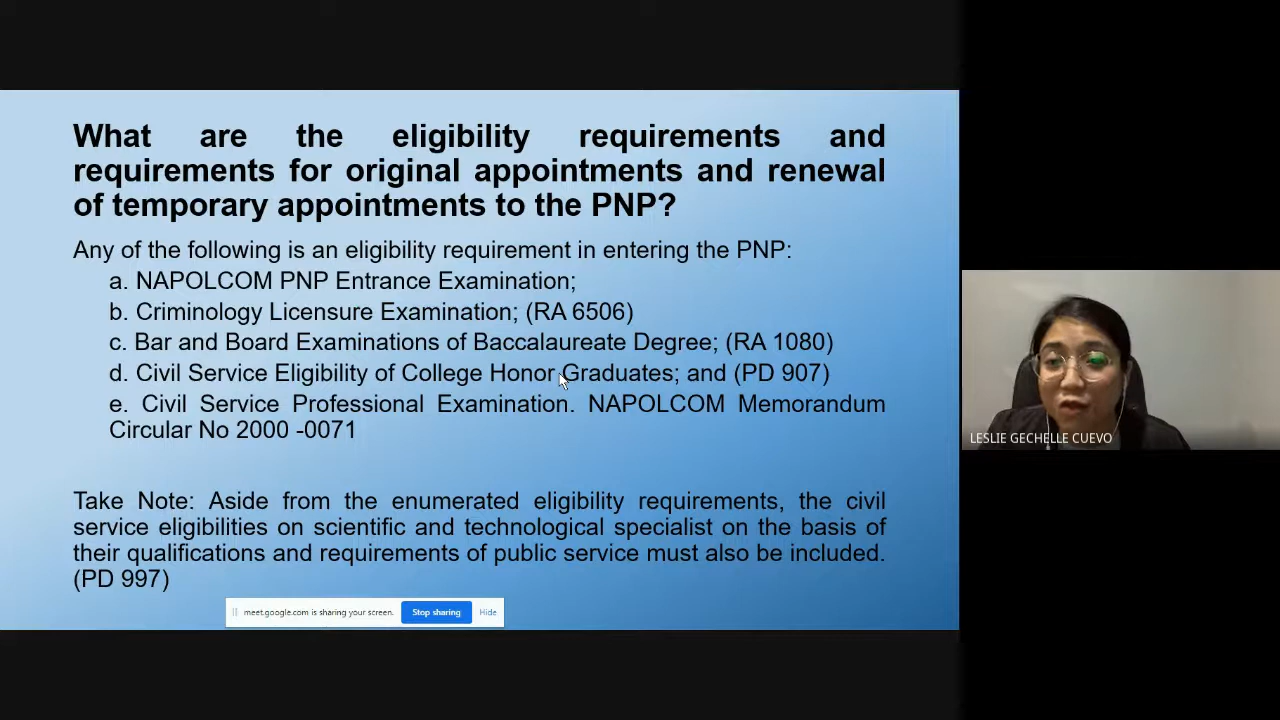 What are the eligibility requirements and
requirements for original appointments and renewal
of temporary appointments to the PNP?
Any of the following is an eligibility requirement in entering the PNP:
a. NAPOLCOM PNP Entrance Examination;
b. Criminology Licensure Examination; (RA 6506)
c. Bar and Board Examinations of Baccalaureate Degree; (RA 1080)
d. Civil Service Eligibility of College Honor Graduates; and (PD 907)
e. Civil Service Professional Examination. NAPOLCOM Memorandum
Circular No 2000 -0071
Take Note: Aside from the enumerated eligibility requirements, the civil
service eligibilities on scientific and technological specialist on the basis of
their qualifications and requirements of public service must also be included.
(PD 997)
meet.google.com is sharing your screen. Stop sharing Hide
LESLIE GECHELLE CUEVO